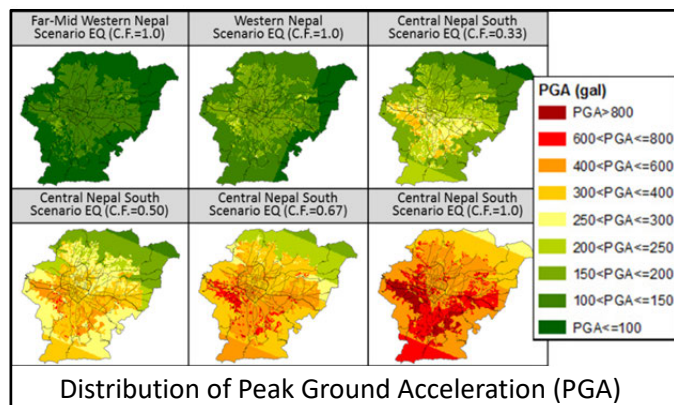 Far-Mid Western Nepal
Scenario EQ (C.F.=1.0)
Western Nepal
Scenario EQ (C.F.=1.0)
Central Nepal South
Scenario EQ (C.F.=0.33)
PGA (gal)
PGA>800
600<PGA<=800
400<PGA<=600
300<PGA<=400
250<PGA<=300
200<PGA<=250
150<PGA<=200
100<PGA<=150
PGA<=100
Central Nepal South
Scenario EQ (C.F.=0.50)
Central Nepal South
Scenario EQ (C.F.=0.67)
Central Nepal South
Scenario EQ (C.F.=1.0)
Distribution of Peak Ground Acceleration (PGA)